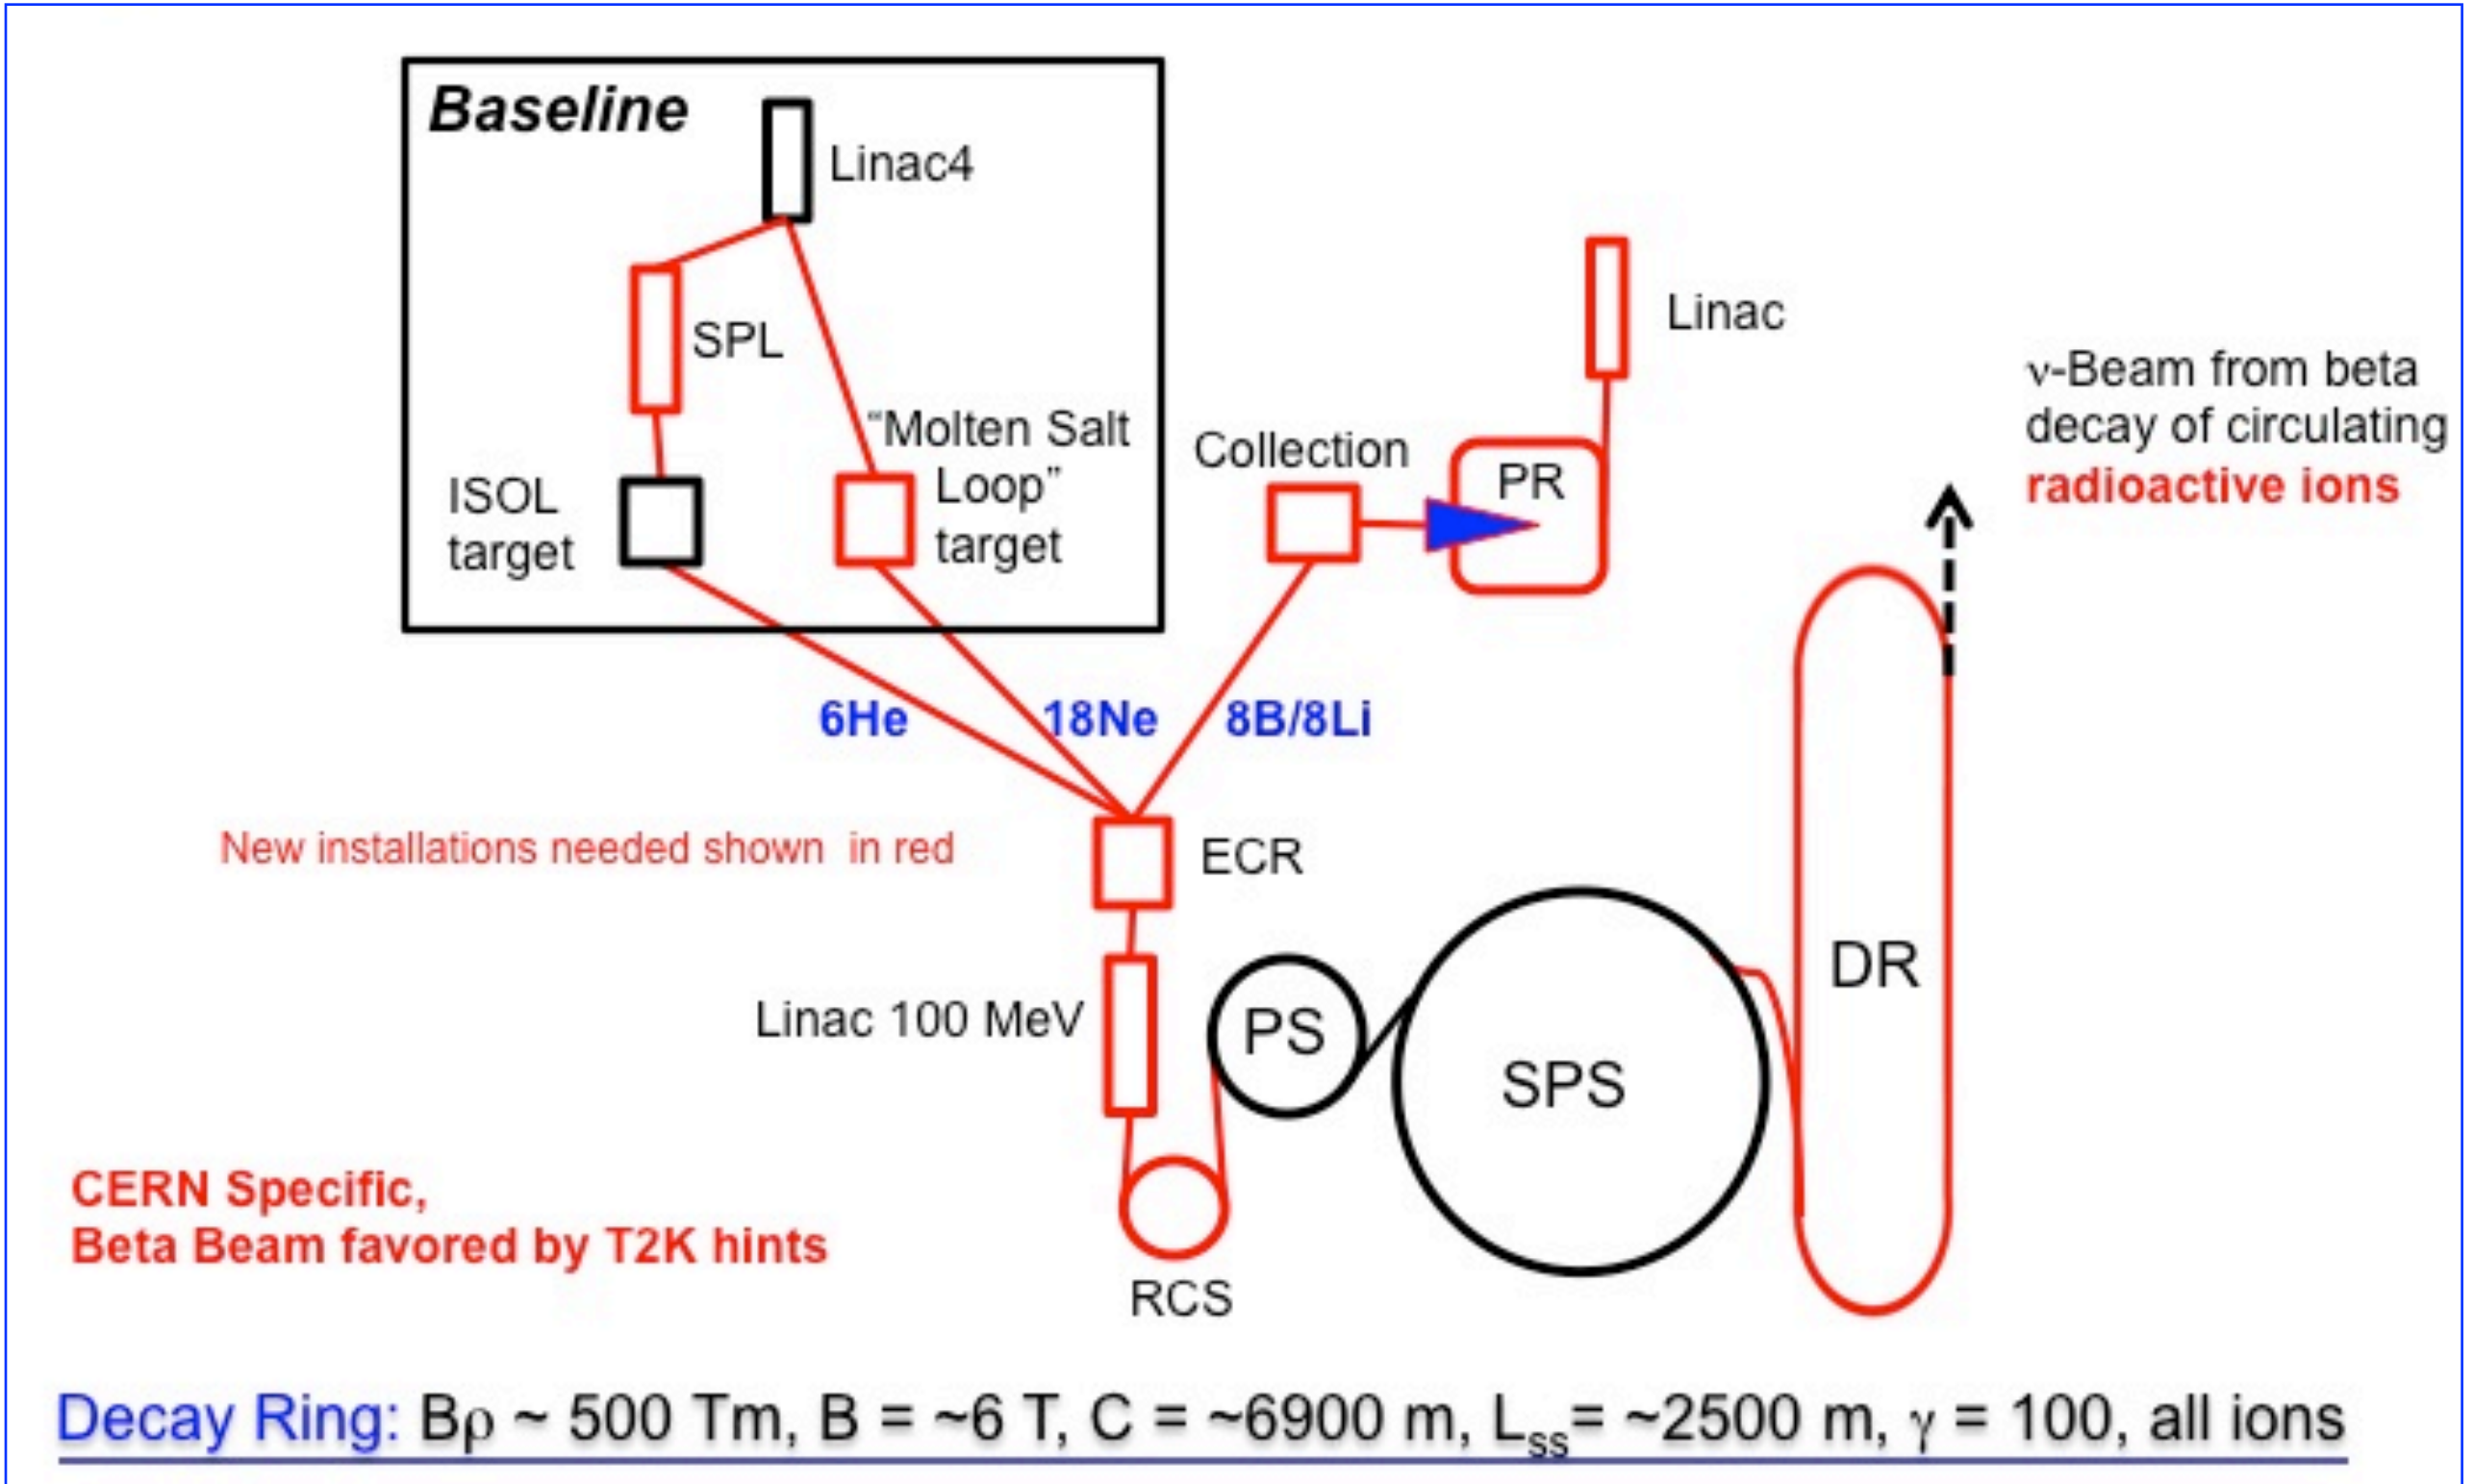 Baseline
Linac4
SPL
"Molten Salt
Loop"
target
ISOL
target
Collection
PR
Linac
ν-Beam from beta
decay of circulating
radioactive ions
6He
18Ne
8B/8Li
New installations needed shown in red
ECR
Linac 100 MeV
PS
SPS
DR
RCS
CERN Specific,
Beta Beam favored by T2K hints
Decay Ring: Bρ ~ 500 Tm, B = ~6 T, C = ~6900 m, Lss= ~2500 m, γ = 100, all ions